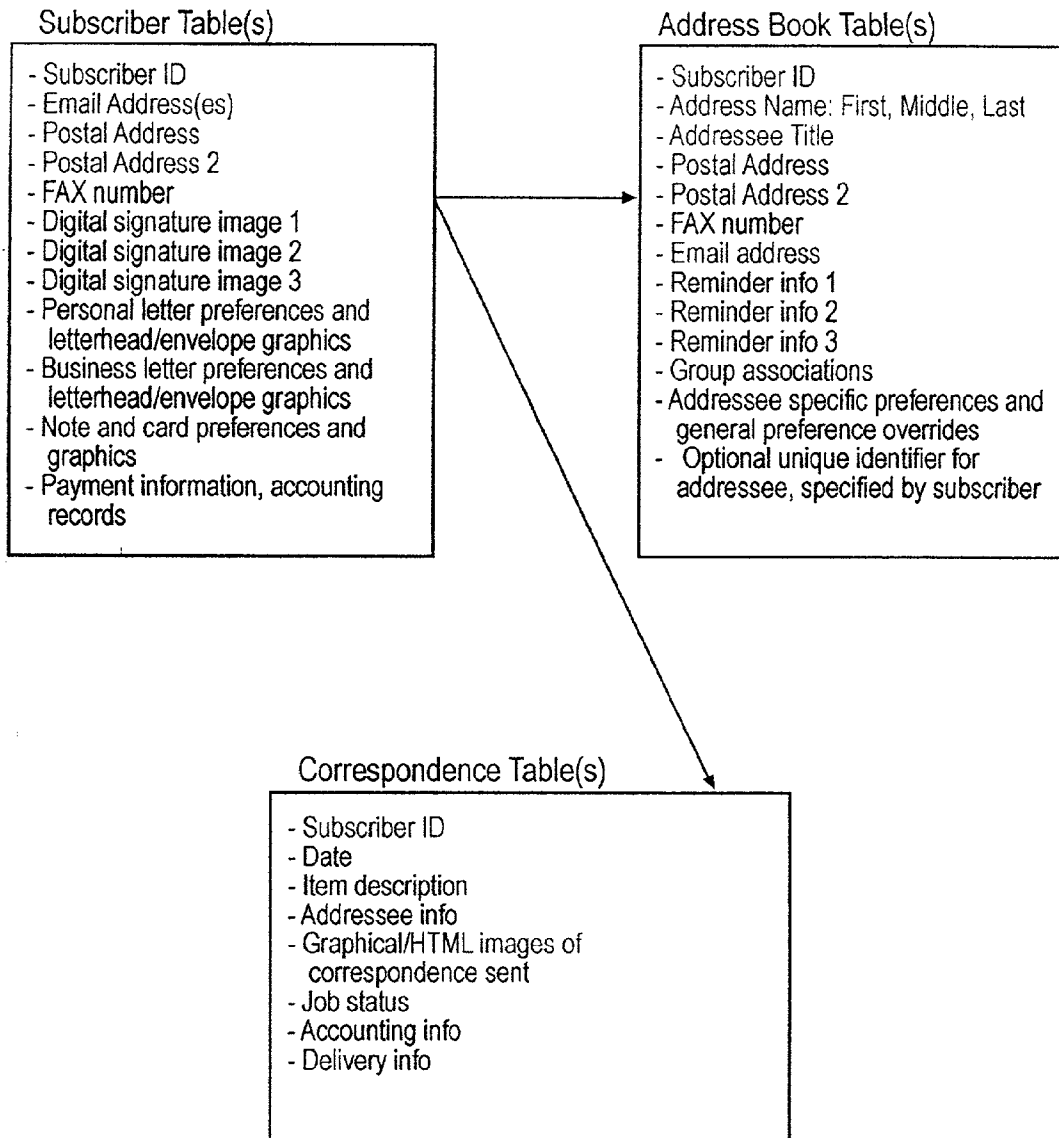 Subscriber Table(s)
- Subscriber ID
- Email Address(es)
- Postal Address
- Postal Address 2
- FAX number
- Digital signature image 1
- Digital signature image 2
- Digital signature image 3
- Personal letter preferences and
letterhead/envelope graphics
- Business letter preferences and
letterhead/envelope graphics
- Note and card preferences and
graphics
- Payment information, accounting
records
Address Book Table(s)
- Subscriber ID
- Address Name: First, Middle, Last
- Addressee Title
- Postal Address
- Postal Address 2
- FAX number
- Email address
- Reminder info 1
- Reminder info 2
- Reminder info 3
- Group associations
- Addressee specific preferences and
general preference overrides
- Optional unique identifier for
addressee, specified by subscriber
Correspondence Table(s)
- Subscriber ID
- Date
- Item description
- Addressee info
- Graphical/HTML images of
correspondence sent
- Job status
- Accounting info
- Delivery info